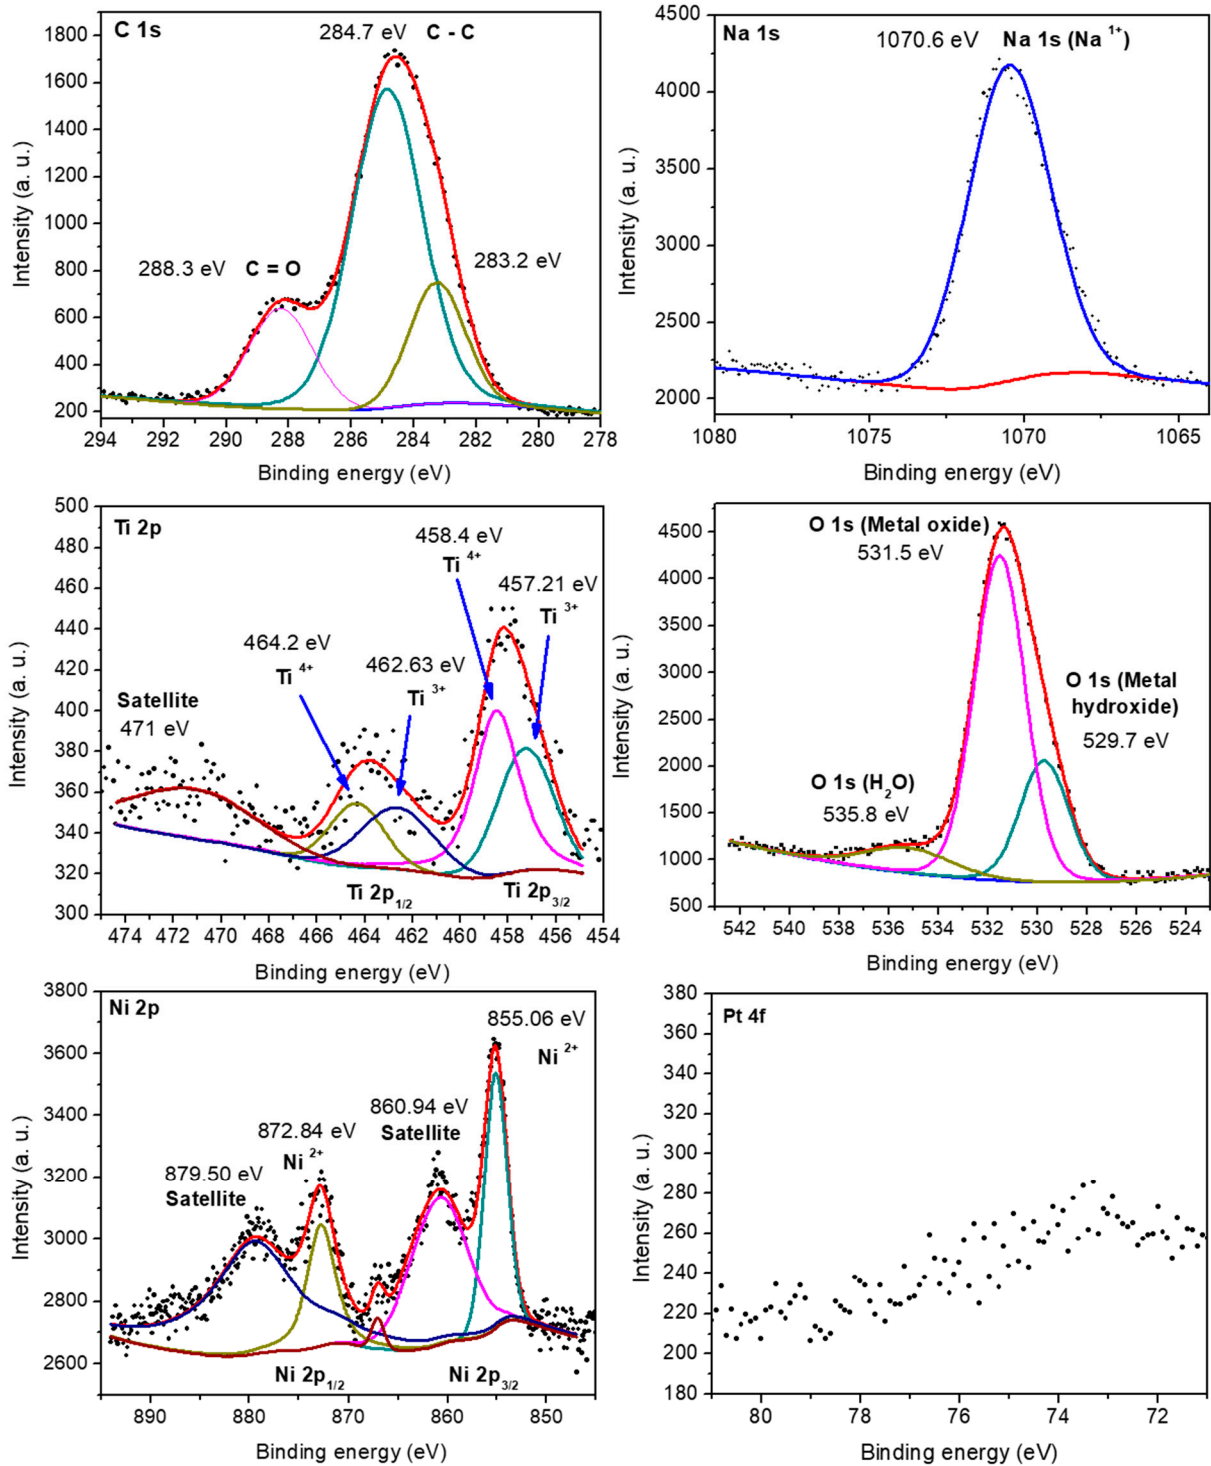 C 1s
284.7 eV C - C
288.3 eV C = O
283.2 eV
1800
1600
1400
1200
1000
800
600
400
200
294 292 290 288 286 284 282 280 278
Intensity (a. u.)
Binding energy (eV)
Na 1s
1070.6 eV Na 1s (Na 1+)
4500
4000
3500
3000
2500
2000
1080 1075 1070 1065
Intensity (a. u.)
Binding energy (eV)
Ti 2p
458.4 eV
Ti 4+
457.21 eV
Ti 3+
464.2 eV
Ti 4+
462.63 eV
Ti 3+
Satellite
471 eV
Ti 2p1/2 Ti 2p3/2
500
480
460
440
420
400
380
360
340
320
300
474 472 470 468 466 464 462 460 458 456 454
Intensity (a. u.)
Binding energy (eV)
O 1s (Metal oxide)
531.5 eV
O 1s (Metal
hydroxide)
529.7 eV
O 1s (H2O)
535.8 eV
4500
4000
3500
3000
2500
2000
1500
1000
500
542 540 538 536 534 532 530 528 526 524
Intensity (a. u.)
Binding energy (eV)
Ni 2p
855.06 eV
Ni 2+
860.94 eV
Satellite
872.84 eV
Ni 2+
879.50 eV
Satellite
Ni 2p1/2 Ni 2p3/2
3800
3600
3400
3200
3000
2800
2600
890 880 870 860 850
Intensity (a. u.)
Binding energy (eV)
Pt 4f
380
360
340
320
300
280
260
240
220
200
180
80 78 76 74 72
Intensity (a. u.)
Binding energy (eV)